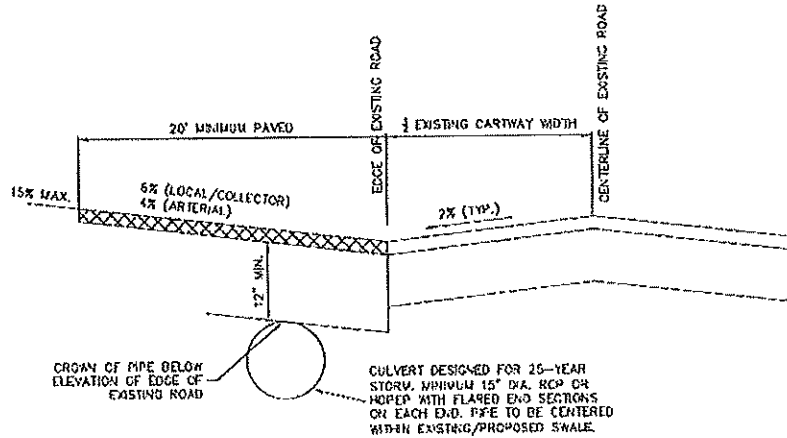 EDGE OF EXISTING ROAD
CENTERLINE OF EXISTING ROAD
20' MINIMUM PAVED
½ EXISTING CARTWAY WIDTH
15% MAX.
6% (LOCAL/COLLECTOR)
4% (ARTERIAL)
2% (TYP.)
12" MIN.
CROWN OF PIPE BELOW
ELEVATION OF EDGE OF
EXISTING ROAD
CULVERT DESIGNED FOR 25-YEAR
STORM. MINIMUM 15" DIA. RCP OR
HDPEP WITH FLARED END SECTIONS
ON EACH END. PIPE TO BE CENTERED
WITHIN EXISTING/PROPOSED SWALE.